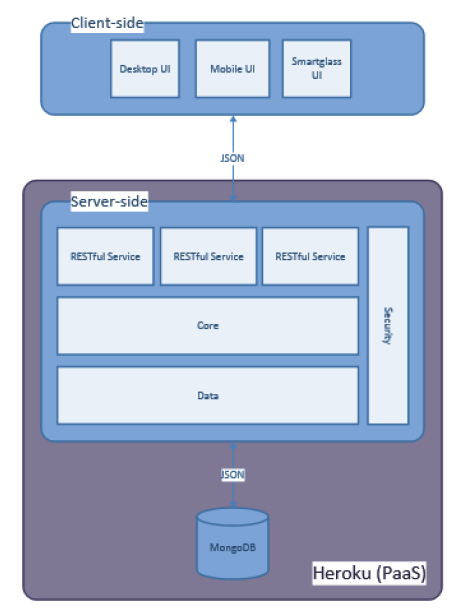 Client-side
Desktop UI
Mobile UI
Smartglass
UI
JSON
Server-side
RESTful Service
RESTful Service
RESTful Service
Security
Core
Data
JSON
MongoDB
Heroku (PaaS)